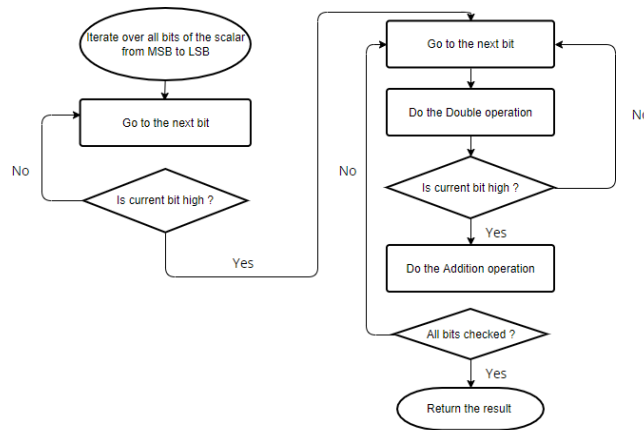 Iterate over all bits of the scalar
from MSB to LSB
Go to the next bit
No
Is current bit high ?
Yes
Go to the next bit
Do the Double operation
No
No
Is current bit high ?
Yes
Do the Addition operation
All bits checked ?
Yes
Return the result